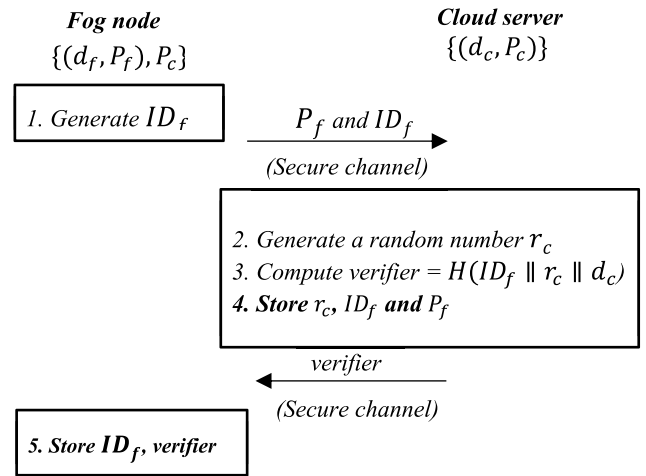 Fog node
{(d_f, P_f), P_c}
Cloud server
{(d_c, P_c)}
1. Generate ID_f
P_f and ID_f
(Secure channel)
2. Generate a random number r_c
3. Compute verifier = H(ID_f ∥ r_c ∥ d_c)
4. Store r_c, ID_f and P_f
verifier
(Secure channel)
5. Store ID_f, verifier